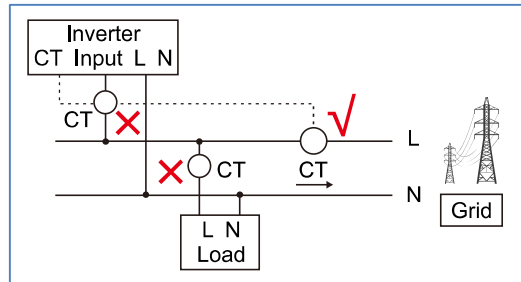 Inverter
CT Input L N
CT
L
CT
CT
N
L N
Load
Grid